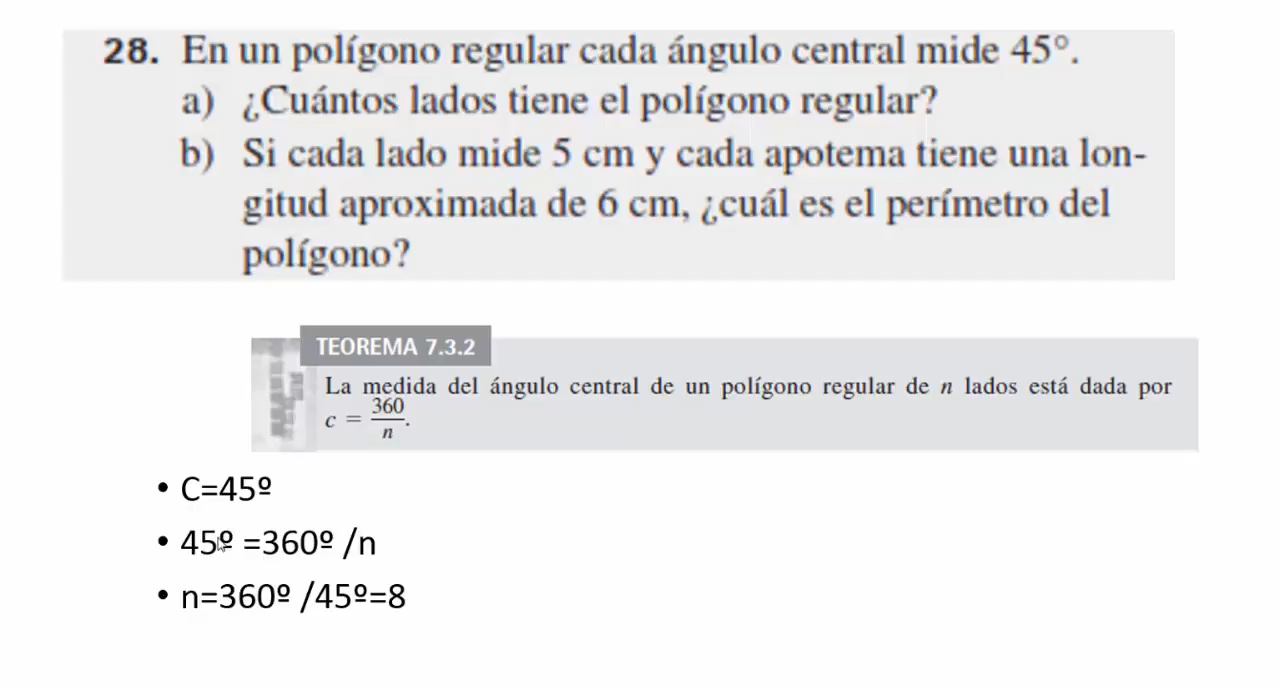 28. En un polígono regular cada ángulo central mide 45°.
a) ¿Cuántos lados tiene el polígono regular?
b) Si cada lado mide 5 cm y cada apotema tiene una lon-
gitud aproximada de 6 cm, ¿cuál es el perímetro del
polígono?
TEOREMA 7.3.2
La medida del ángulo central de un polígono regular de n lados está dada por
c = 360/n.
• C=45º
• 45º =360º /n
• n=360º /45º=8